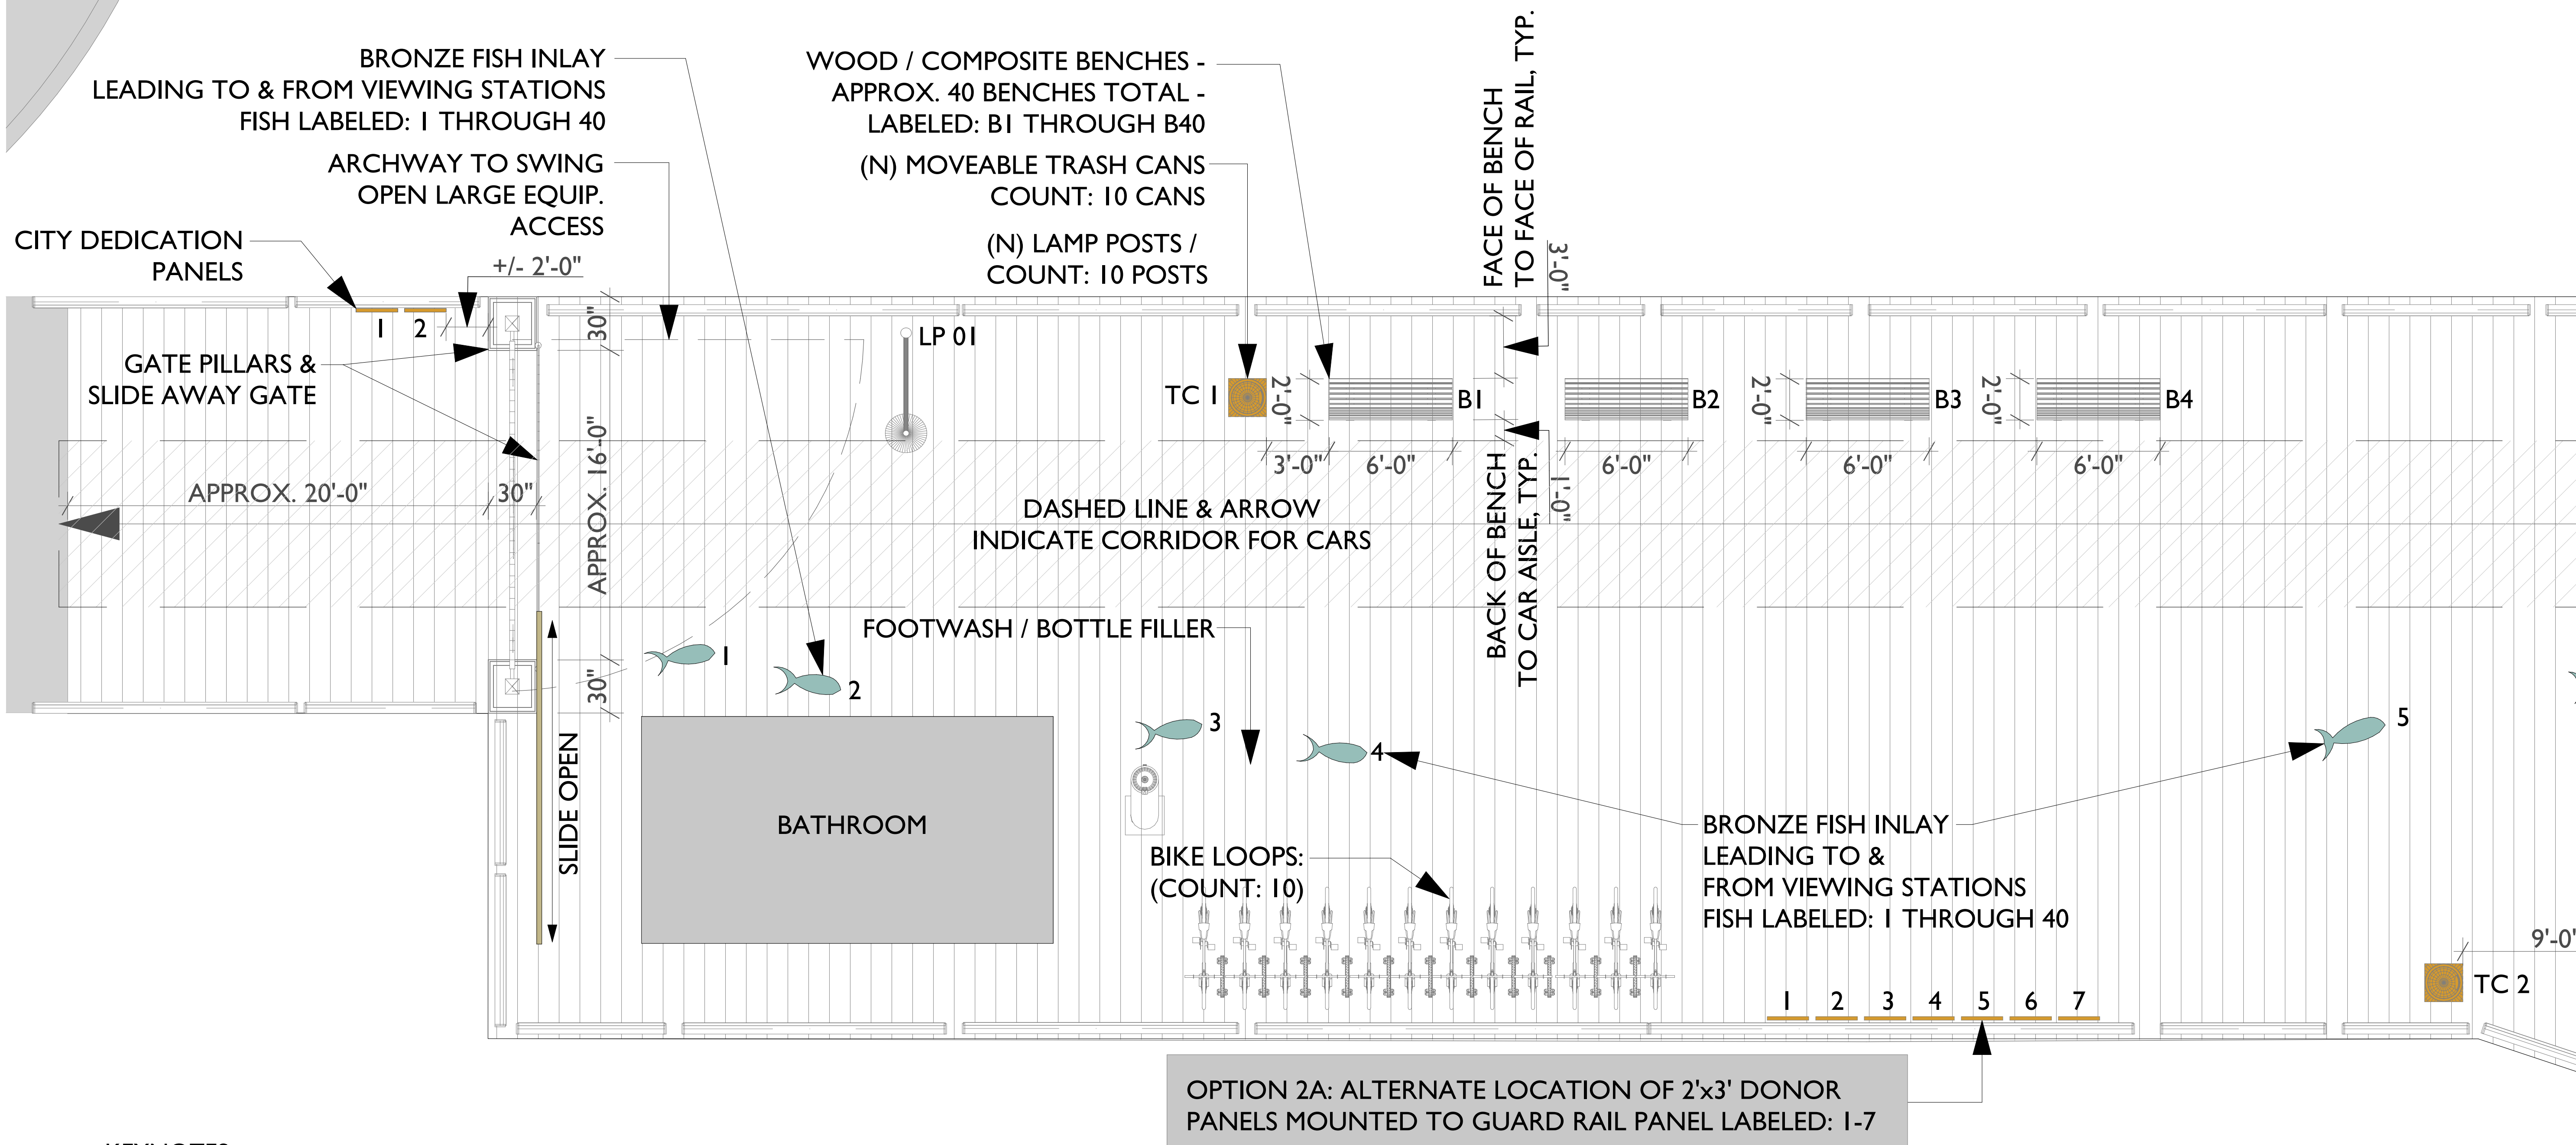 BRONZE FISH INLAY
LEADING TO & FROM VIEWING STATIONS
FISH LABELED: 1 THROUGH 40
ARCHWAY TO SWING
OPEN LARGE EQUIP.
ACCESS
CITY DEDICATION
PANELS
+/- 2'-0"
1
2
GATE PILLARS &
SLIDE AWAY GATE
WOOD / COMPOSITE BENCHES -
APPROX. 40 BENCHES TOTAL -
LABELED: B1 THROUGH B40
(N) MOVEABLE TRASH CANS
COUNT: 10 CANS
(N) LAMP POSTS /
COUNT: 10 POSTS
FACE OF BENCH
TO FACE OF RAIL, TYP.
3'-0"
30"
LP 01
TC 1
2'-0"
B1
B2
2'-0"
B3
2'-0"
B4
3'-0"
6'-0"
6'-0"
6'-0"
6'-0"
APPROX. 20'-0"
30"
APPROX. 16'-0"
DASHED LINE & ARROW
INDICATE CORRIDOR FOR CARS
BACK OF BENCH
TO CAR AISLE, TYP.
1'-0"
FOOTWASH / BOTTLE FILLER
30"
1
2
3
4
5
SLIDE OPEN
BATHROOM
BIKE LOOPS:
(COUNT: 10)
BRONZE FISH INLAY
LEADING TO &
FROM VIEWING STATIONS
FISH LABELED: 1 THROUGH 40
9'-0"
TC 2
1 2 3 4 5 6 7
OPTION 2A: ALTERNATE LOCATION OF 2'x3' DONOR
PANELS MOUNTED TO GUARD RAIL PANEL LABELED: 1-7